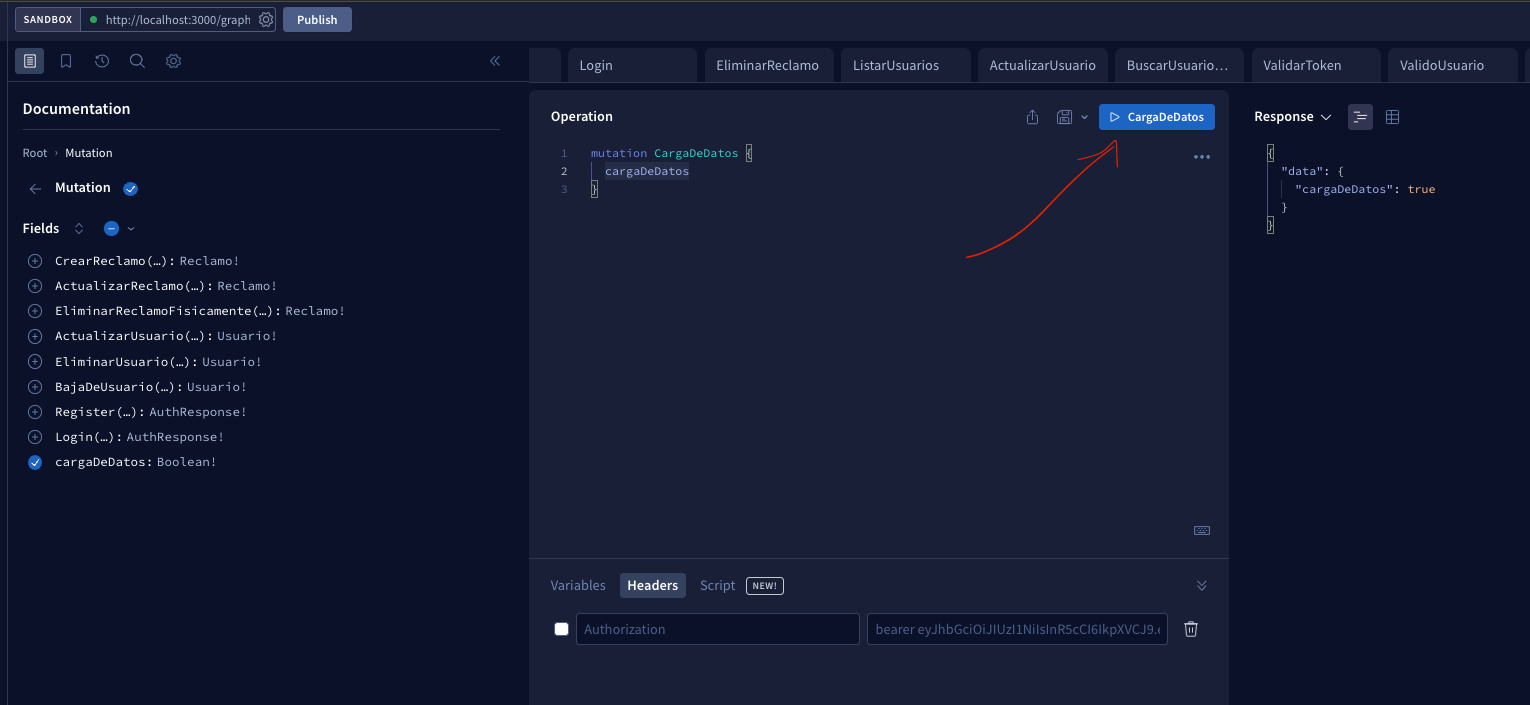 SANDBOX http://localhost:3000/graph Publish
Login EliminarReclamo ListarUsuarios ActualizarUsuario BuscarUsuario... ValidarToken ValidoUsuario
Documentation
Root › Mutation
Mutation
Fields
CrearReclamo(…): Reclamo!
ActualizarReclamo(…): Reclamo!
EliminarReclamoFisicamente(…): Reclamo!
ActualizarUsuario(…): Usuario!
EliminarUsuario(…): Usuario!
BajaDeUsuario(…): Usuario!
Register(…): AuthResponse!
Login(…): AuthResponse!
cargaDeDatos: Boolean!
Operation CargaDeDatos
1 mutation CargaDeDatos {
2 cargaDeDatos
3 }
Variables Headers Script NEW!
Authorization bearer eyJhbGciOiJIUzI1NiIsInR5cCI6IkpXVCJ9.e
Response
{
"data": {
"cargaDeDatos": true
}
}